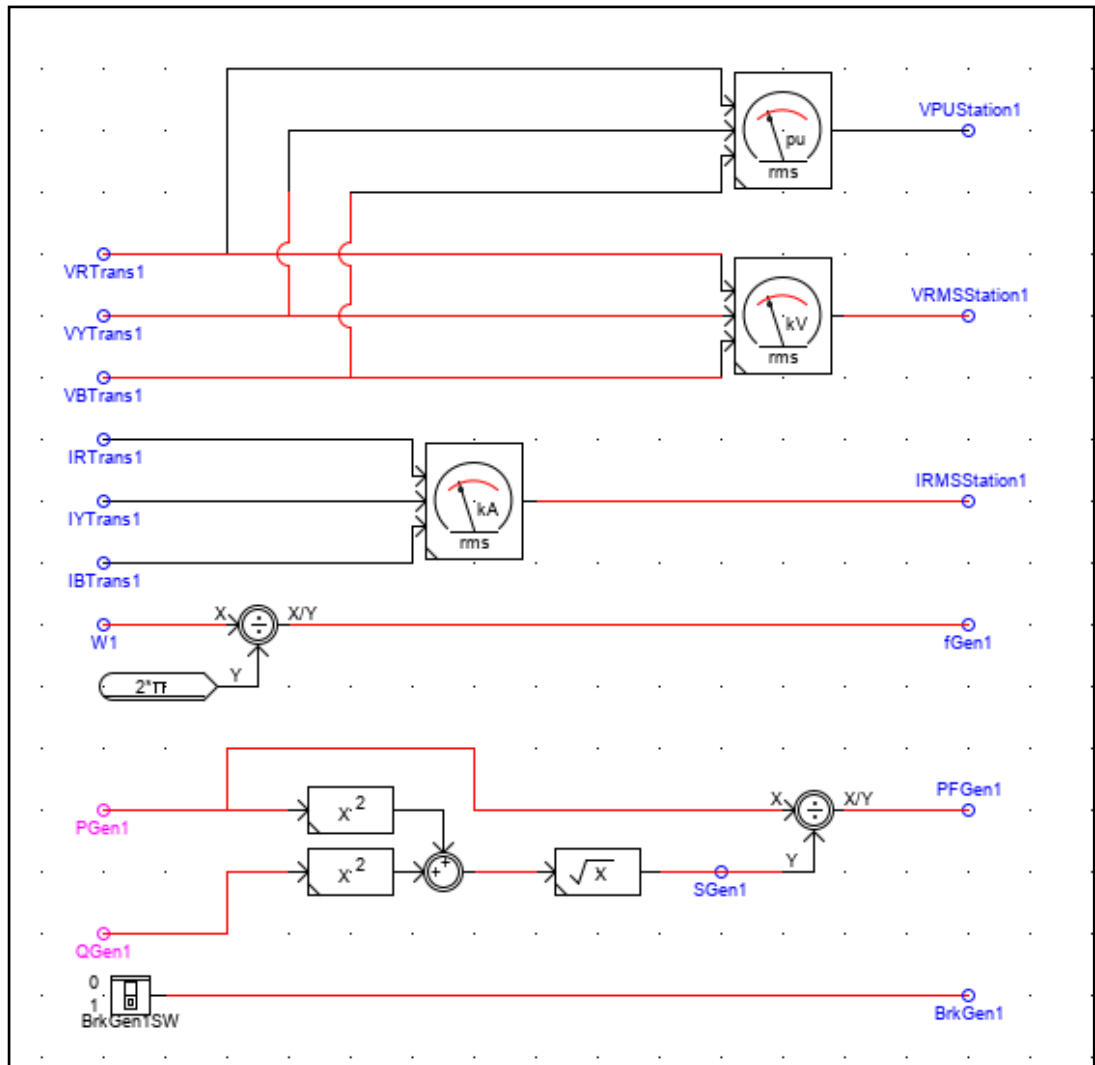 VPUStation1
pu
rms
VRTrans1
VRMSStation1
VYTrans1
kV
rms
VBTrans1
IRTrans1
IRMSStation1
kA
IYTrans1
rms
IBTrans1
X X/Y
W1 fGen1
Y
2*π
PFGen1
X X/Y
X 2
PGen1
X 2
Y
+ +
√X
SGen1
QGen1
0
1
BrkGen1SW
BrkGen1